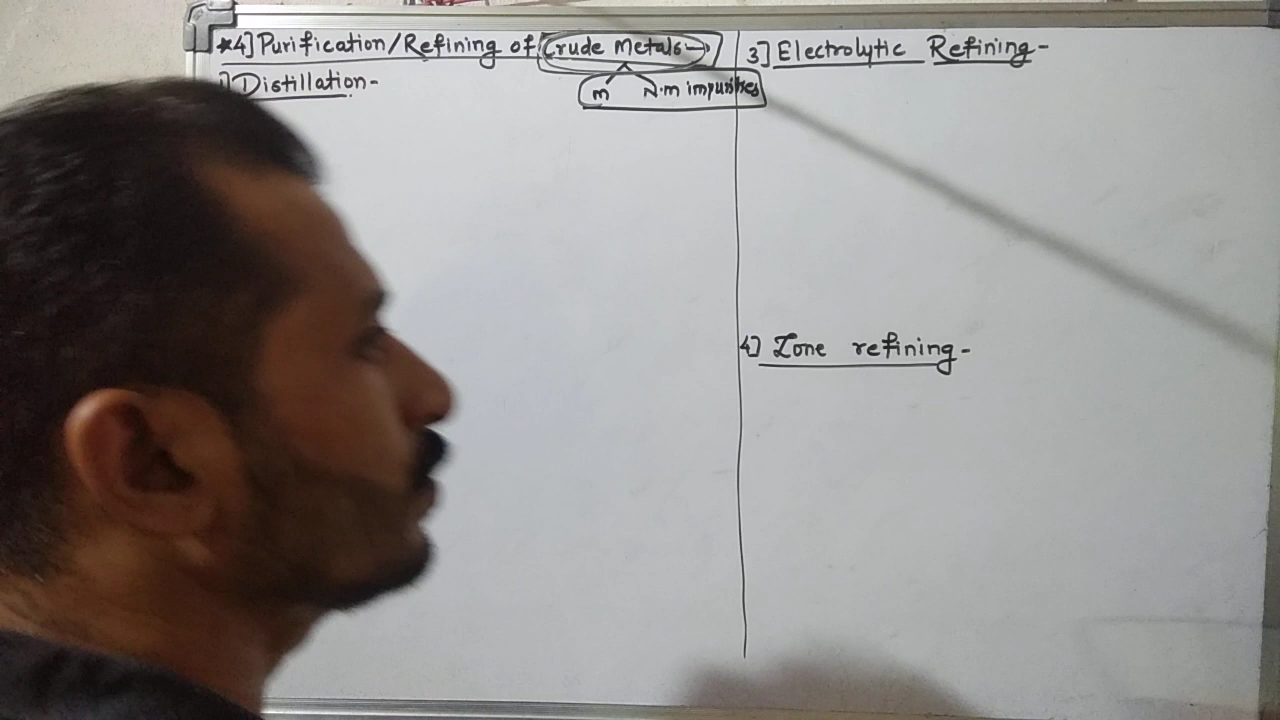 *4] Purification/Refining of Crude Metals→
m N.m impurities
1] Distillation-
3] Electrolytic Refining-
4] Zone refining-